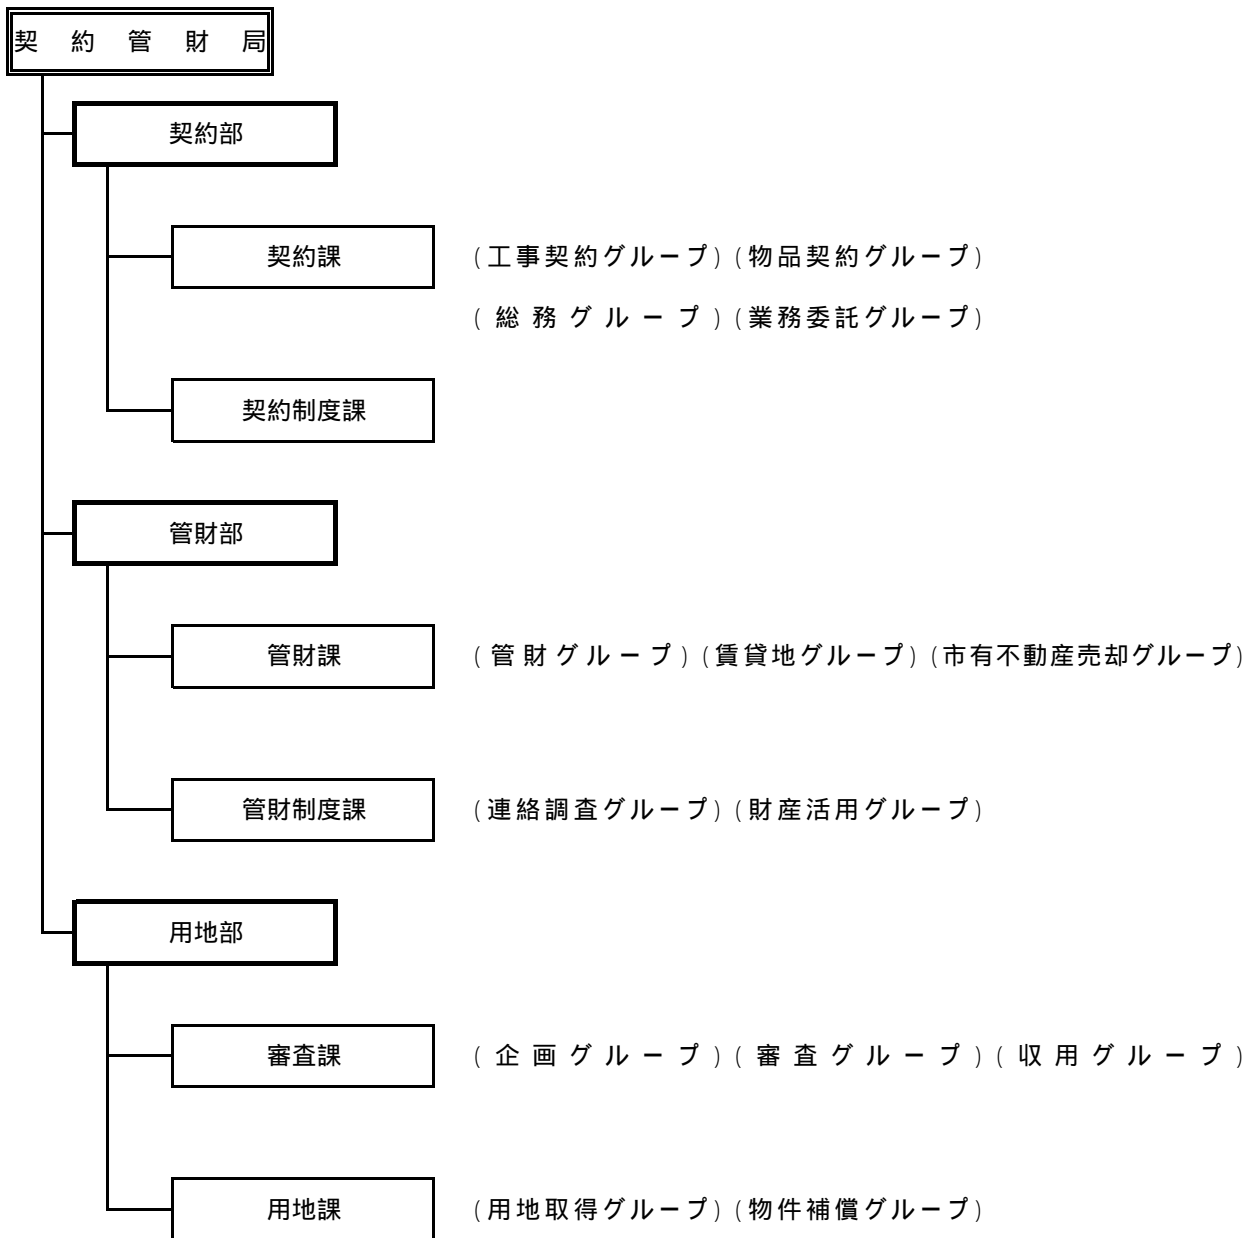 契約管財局
契約部
契約課 (工事契約グループ)(物品契約グループ)
(総務グループ)(業務委託グループ)
契約制度課
管財部
管財課 (管財グループ)(賃貸地グループ)(市有不動産売却グループ)
管財制度課 (連絡調査グループ)(財産活用グループ)
用地部
審査課 (企画グループ)(審査グループ)(収用グループ)
用地課 (用地取得グループ)(物件補償グループ)